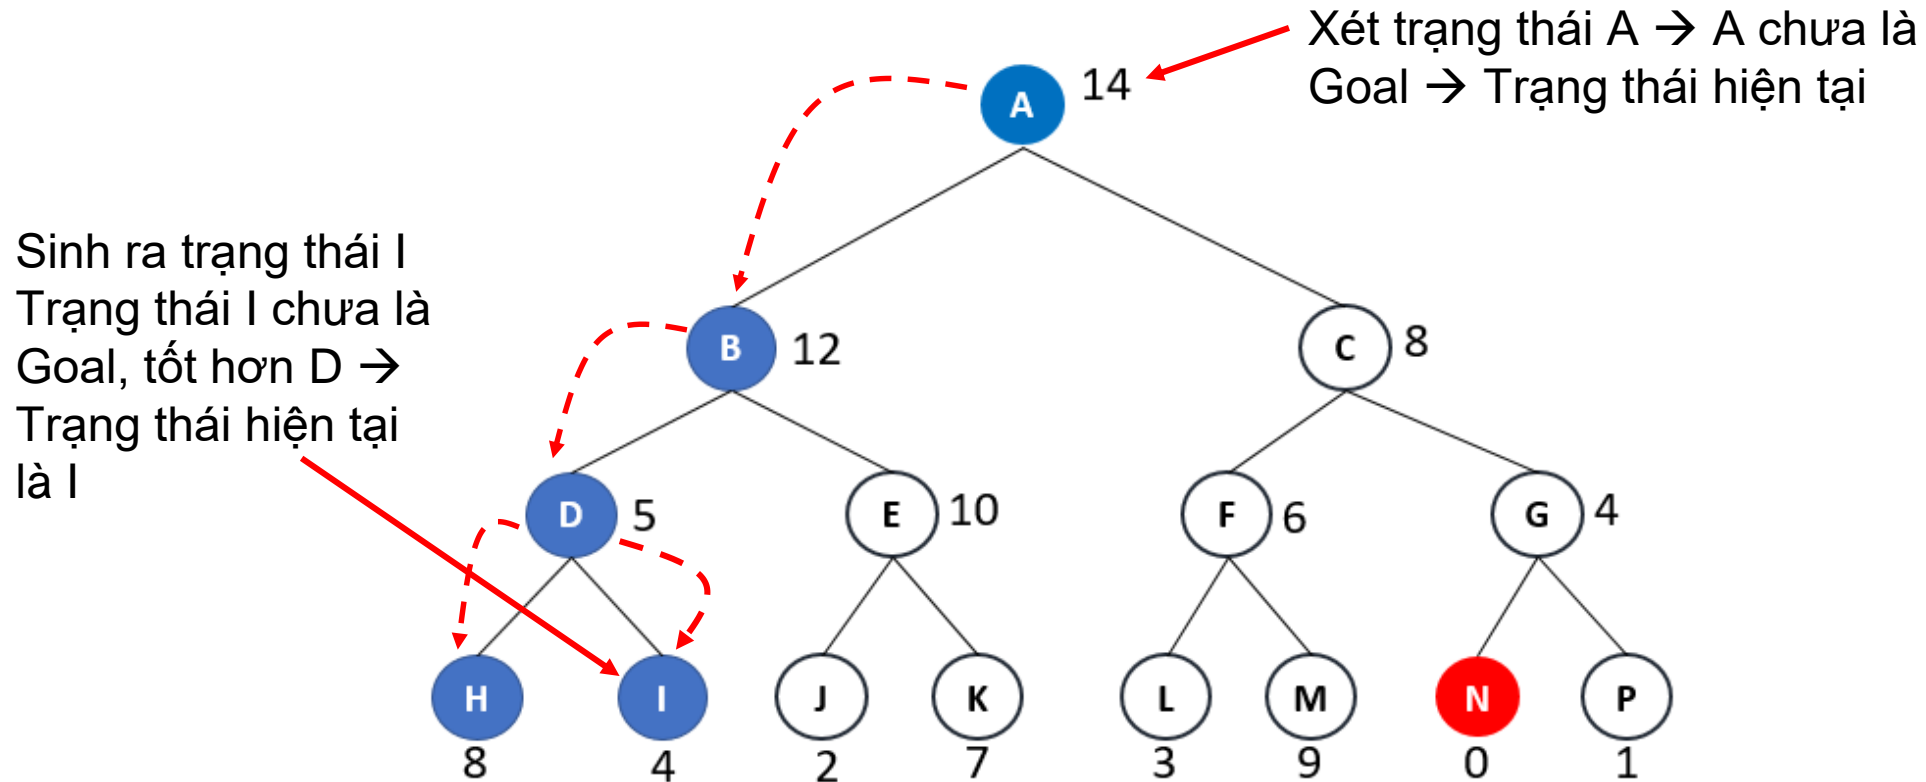 Xét trạng thái A → A chưa là
Goal → Trạng thái hiện tại
A 14
Sinh ra trạng thái I
Trạng thái I chưa là
Goal, tốt hơn D →
Trạng thái hiện tại
là I
B 12 C 8
D 5 E 10 F 6 G 4
H I J K L M N P
8 4 2 7 3 9 0 1